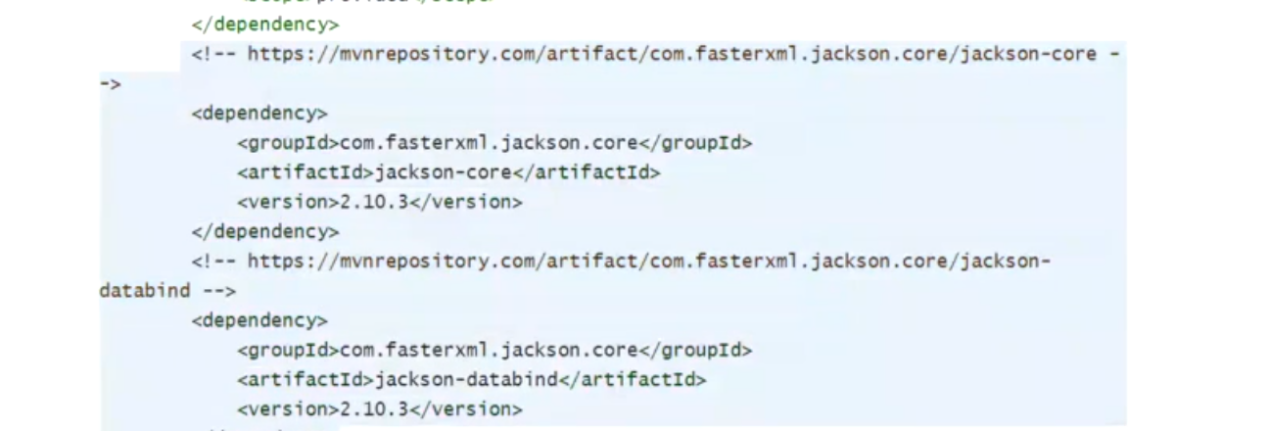 </dependency>
<!-- https://mvnrepository.com/artifact/com.fasterxml.jackson.core/jackson-core -
->
<dependency>
<groupId>com.fasterxml.jackson.core</groupId>
<artifactId>jackson-core</artifactId>
<version>2.10.3</version>
</dependency>
<!-- https://mvnrepository.com/artifact/com.fasterxml.jackson.core/jackson-
databind -->
<dependency>
<groupId>com.fasterxml.jackson.core</groupId>
<artifactId>jackson-databind</artifactId>
<version>2.10.3</version>